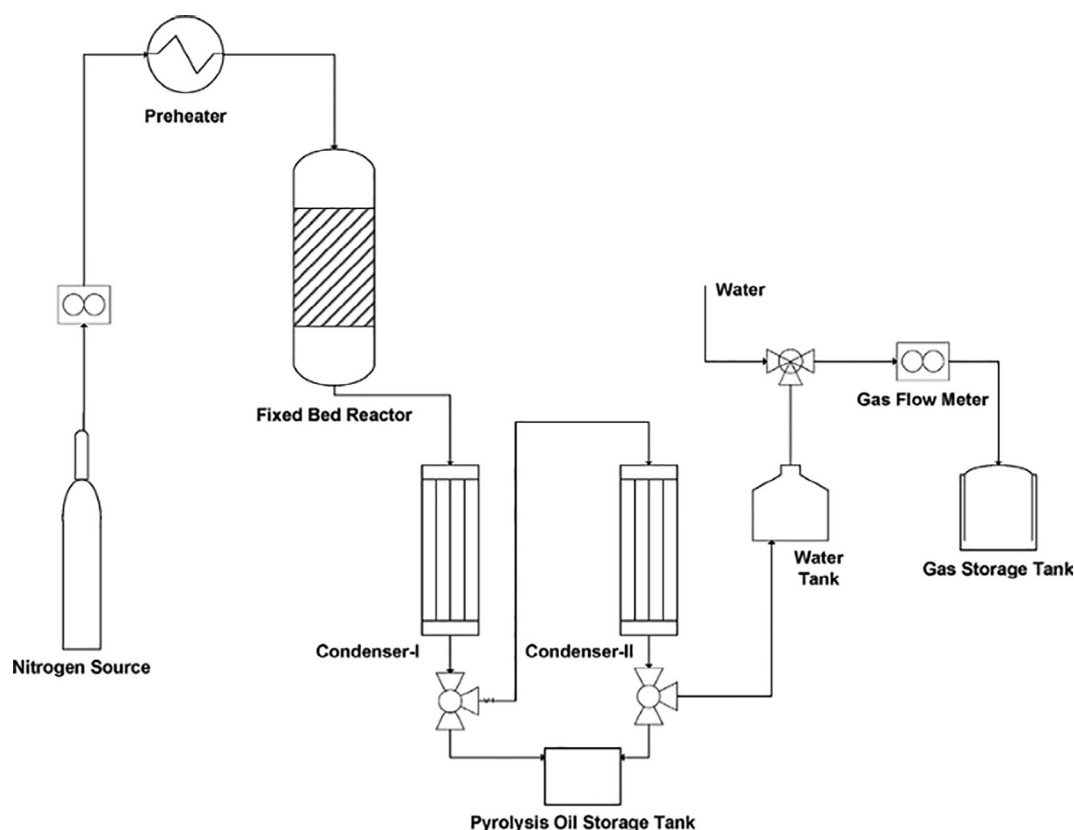 Preheater
Water
Fixed Bed Reactor
Gas Flow Meter
Water
Tank
Gas Storage Tank
Nitrogen Source
Condenser-I
Condenser-II
Pyrolysis Oil Storage Tank